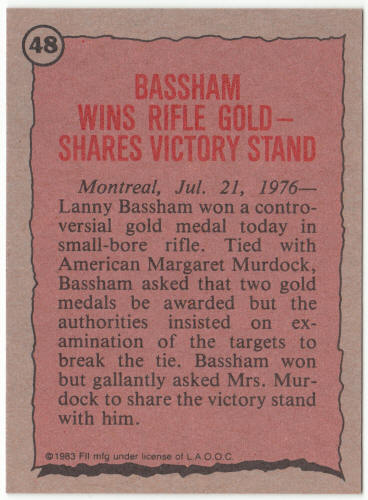 48
BASSHAM
WINS RIFLE GOLD—
SHARES VICTORY STAND
Montreal, Jul. 21, 1976—
Lanny Bassham won a contro-
versial gold medal today in
small-bore rifle. Tied with
American Margaret Murdock,
Bassham asked that two gold
medals be awarded but the
authorities insisted on ex-
amination of the targets to
break the tie. Bassham won
but gallantly asked Mrs. Mur-
dock to share the victory stand
with him.
©1983 FII mfg under license of L.A.O.O.C.